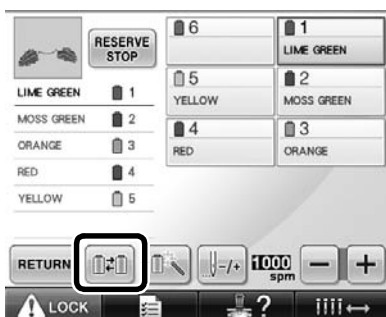 RESERVE
STOP
LIME GREEN 1
MOSS GREEN 2
ORANGE 3
RED 4
YELLOW 5
6
1
LIME GREEN
5
YELLOW
2
MOSS GREEN
4
RED
3
ORANGE
RETURN
-/+
1000
spm
- +
LOCK
?